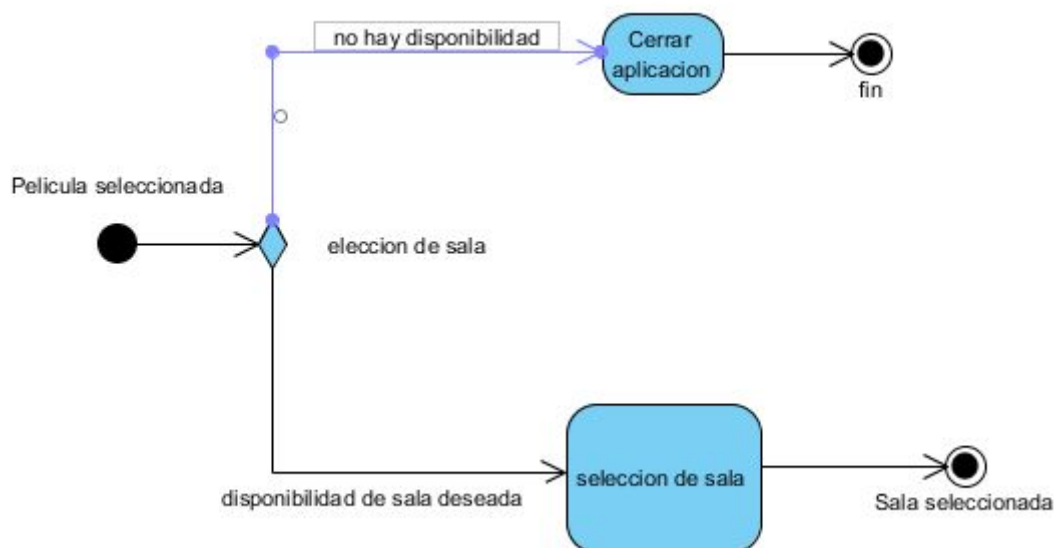 no hay disponibilidad
Cerrar
aplicacion
fin
Pelicula seleccionada
eleccion de sala
seleccion de sala
disponibilidad de sala deseada
Sala seleccionada